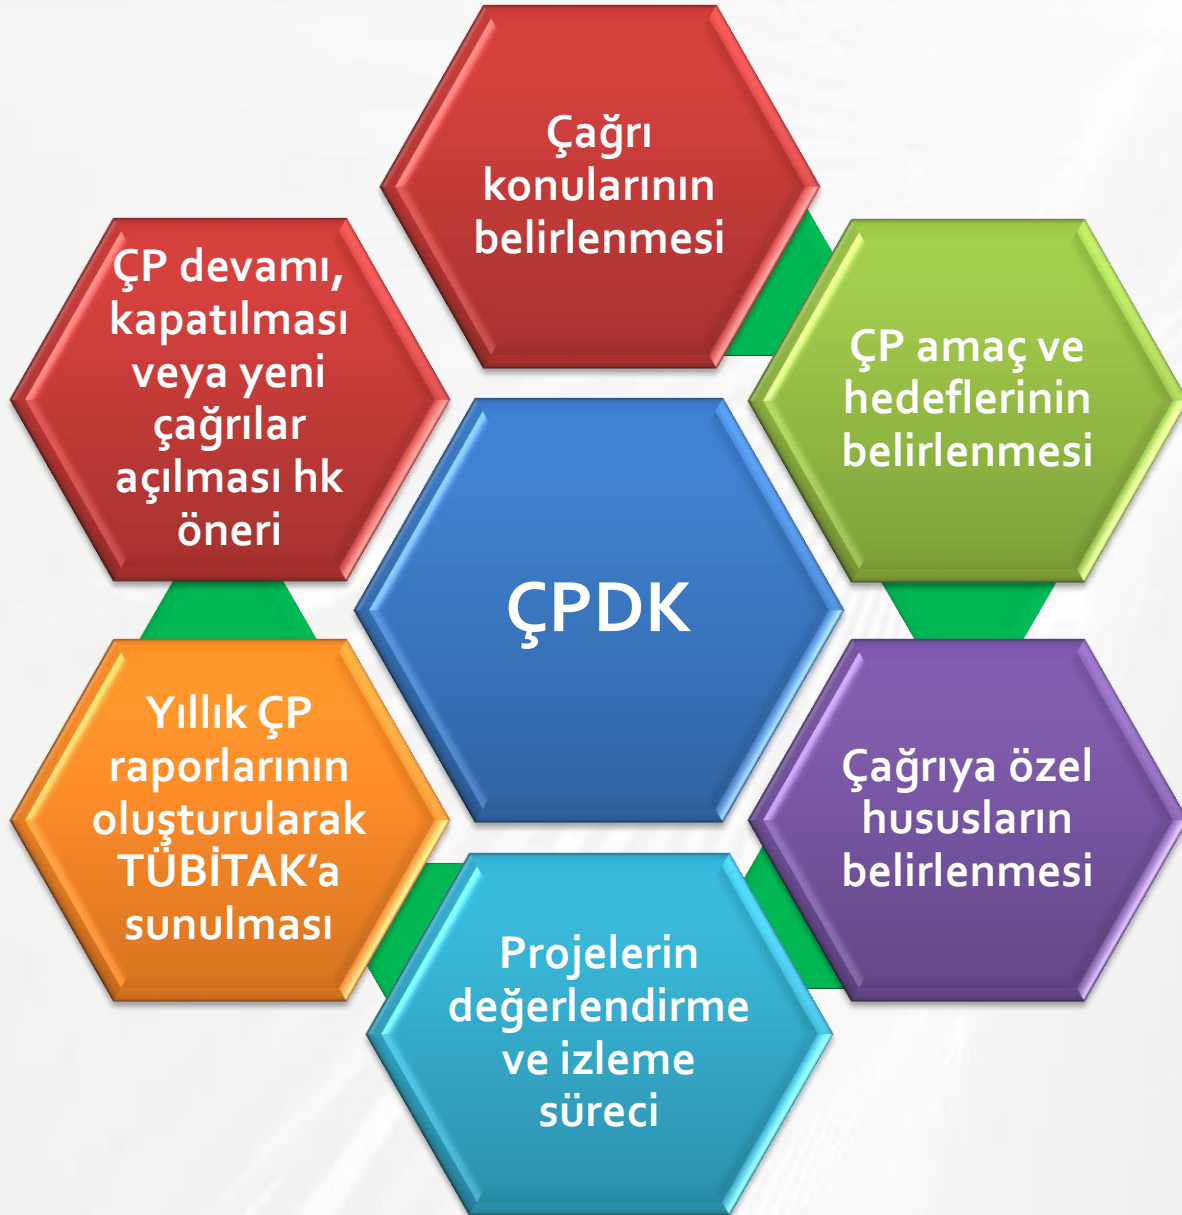 Çağrı
konularının
belirlenmesi
ÇP amaç ve
hedeflerinin
belirlenmesi
Çağrıya özel
hususların
belirlenmesi
Projelerin
değerlendirme
ve izleme
süreci
Yıllık ÇP
raporlarının
oluşturularak
TÜBİTAK’a
sunulması
ÇP devamı,
kapatılması
veya yeni
çağrılar
açılması hk
öneri
ÇPDK